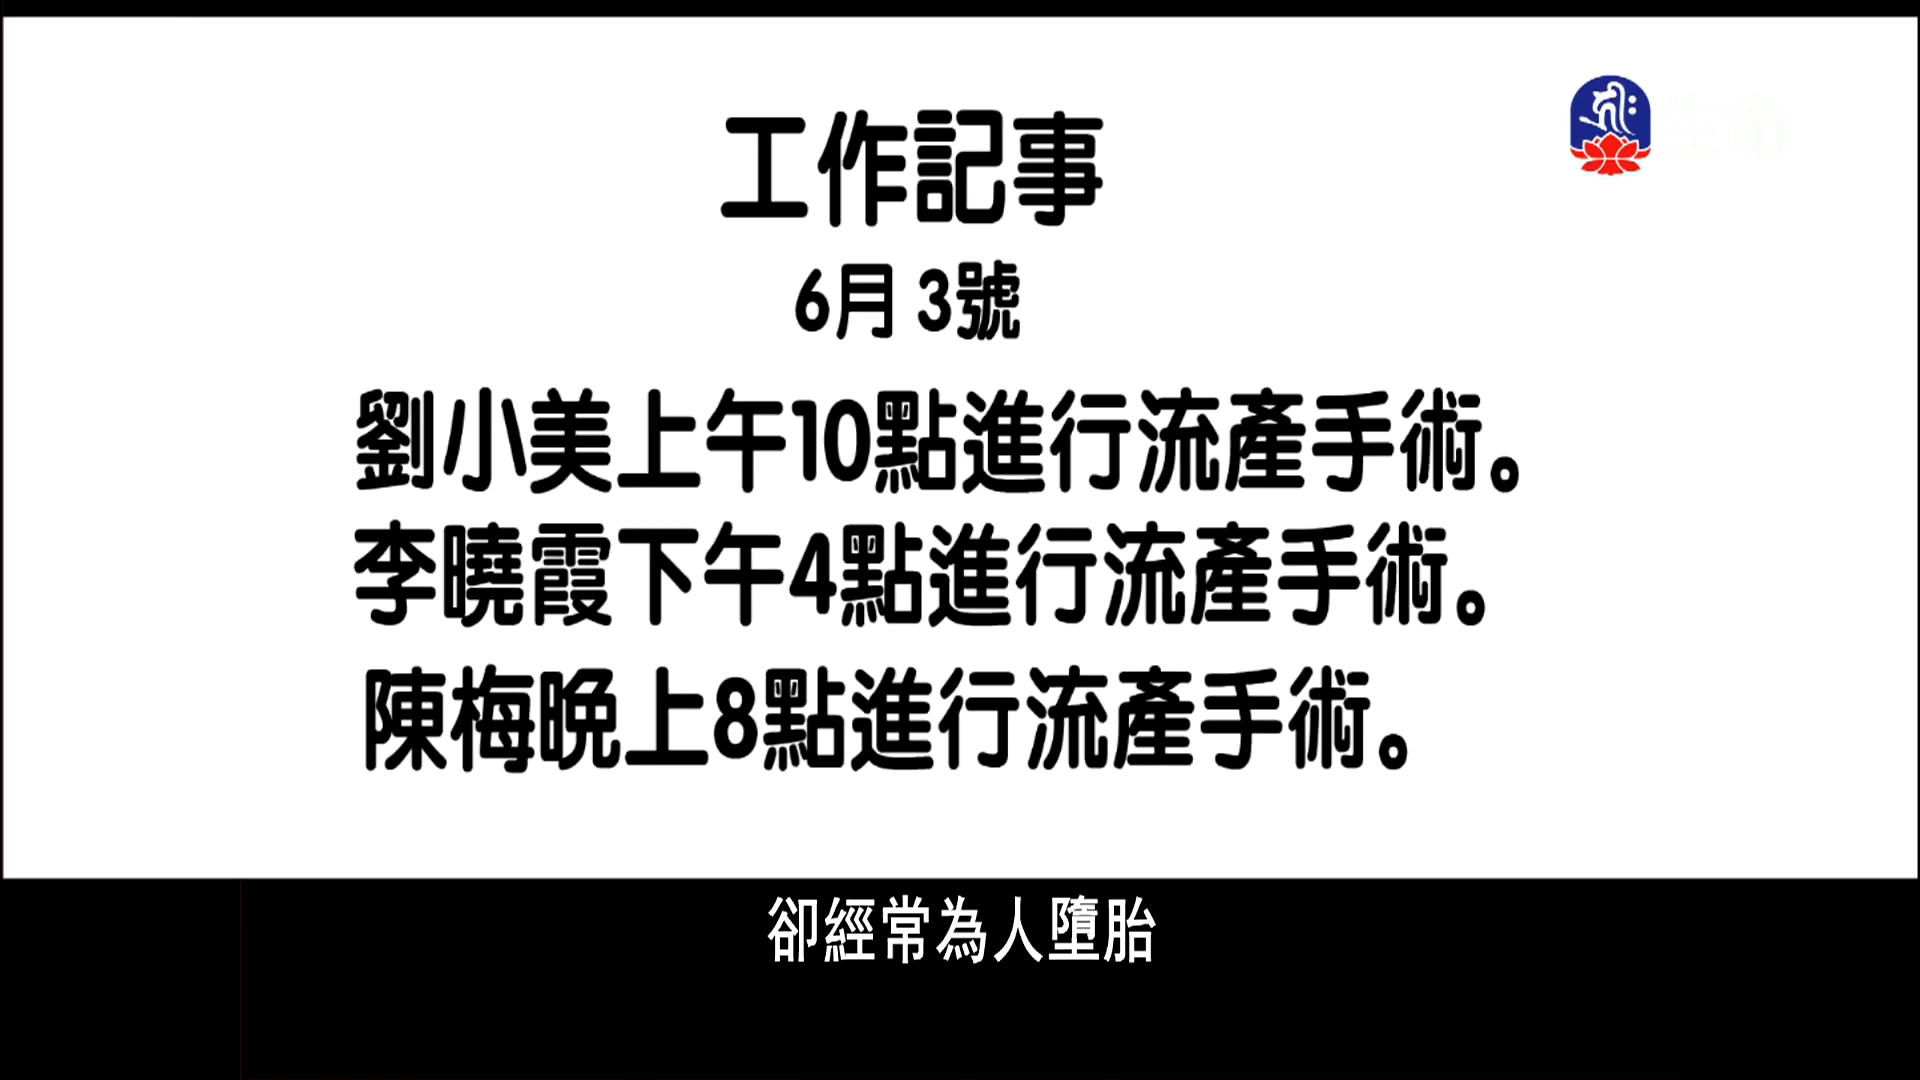 工作記事
6月3號
劉小美上午10點進行流產手術。
李曉霞下午4點進行流產手術。
陳梅晚上8點進行流產手術。
卻經常為人墮胎